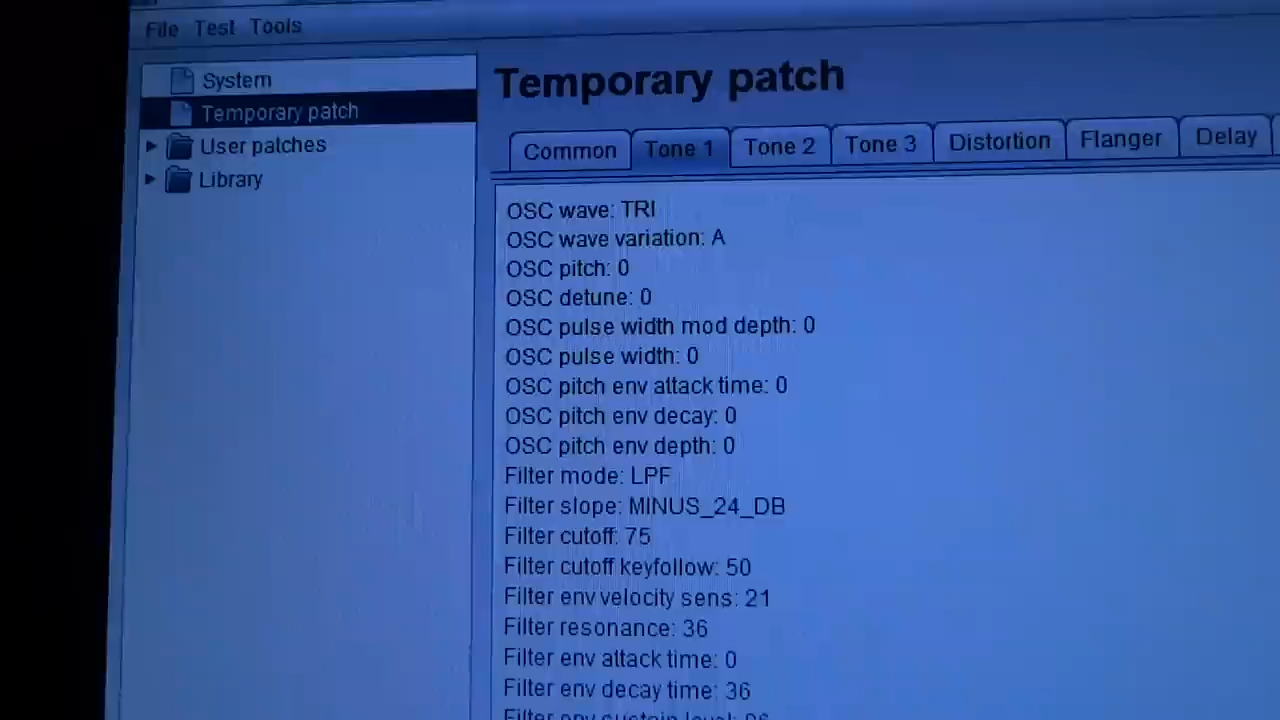 File Test Tools
System
Temporary patch
User patches
Library
Temporary patch
Common Tone 1 Tone 2 Tone 3 Distortion Flanger Delay
OSC wave: TRI
OSC wave variation: A
OSC pitch: 0
OSC detune: 0
OSC pulse width mod depth: 0
OSC pulse width: 0
OSC pitch env attack time: 0
OSC pitch env decay: 0
OSC pitch env depth: 0
Filter mode: LPF
Filter slope: MINUS_24_DB
Filter cutoff: 75
Filter cutoff keyfollow: 50
Filter env velocity sens: 21
Filter resonance: 36
Filter env attack time: 0
Filter env decay time: 36
Filter env sustain level: